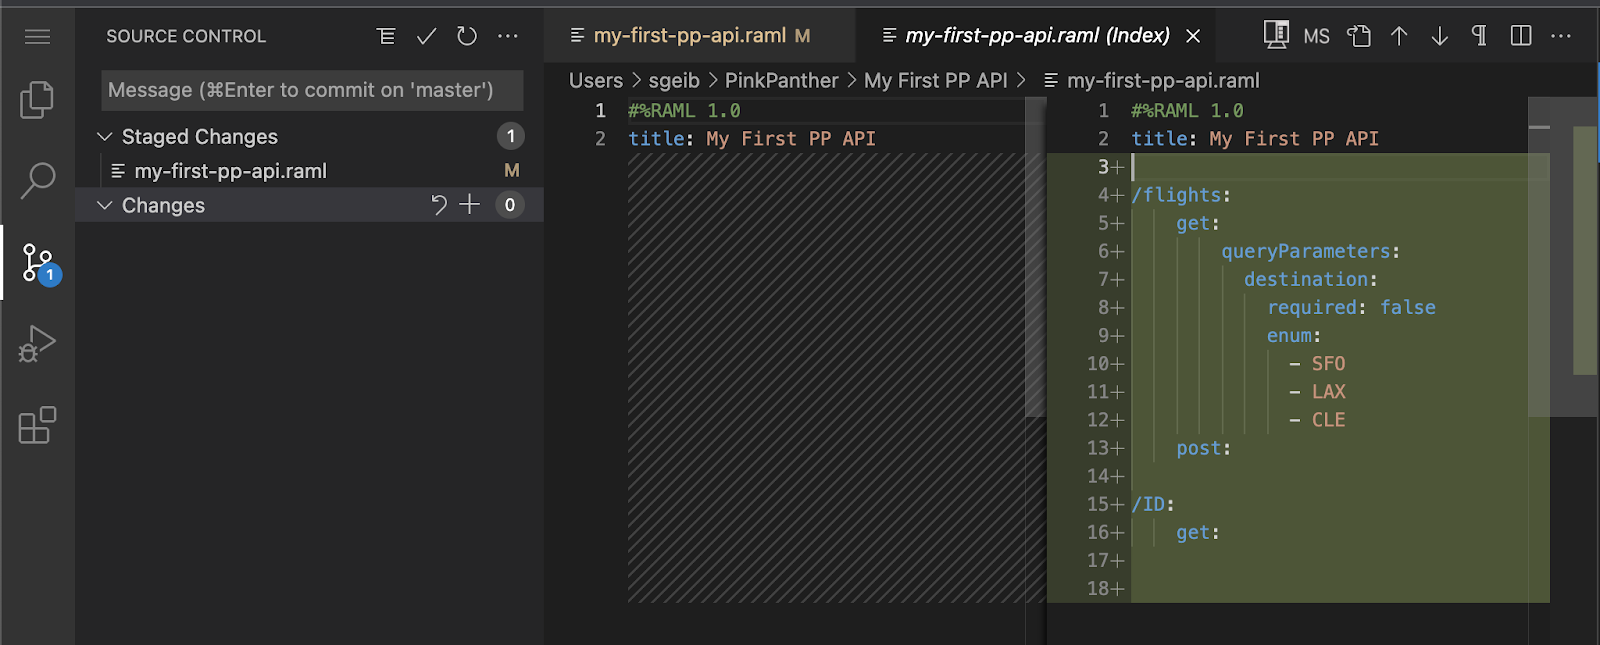 SOURCE CONTROL
Message (⌘Enter to commit on 'master')
Staged Changes 1
my-first-pp-api.raml M
Changes 0
1
my-first-pp-api.raml M
my-first-pp-api.raml (Index)
MS
Users > sgeib > PinkPanther > My First PP API > my-first-pp-api.raml
1 #%RAML 1.0
2 title: My First PP API
1 #%RAML 1.0
2 title: My First PP API
3+
4+ /flights:
5+ get:
6+ queryParameters:
7+ destination:
8+ required: false
9+ enum:
10+ - SFO
11+ - LAX
12+ - CLE
13+ post:
14+
15+ /ID:
16+ get:
17+
18+